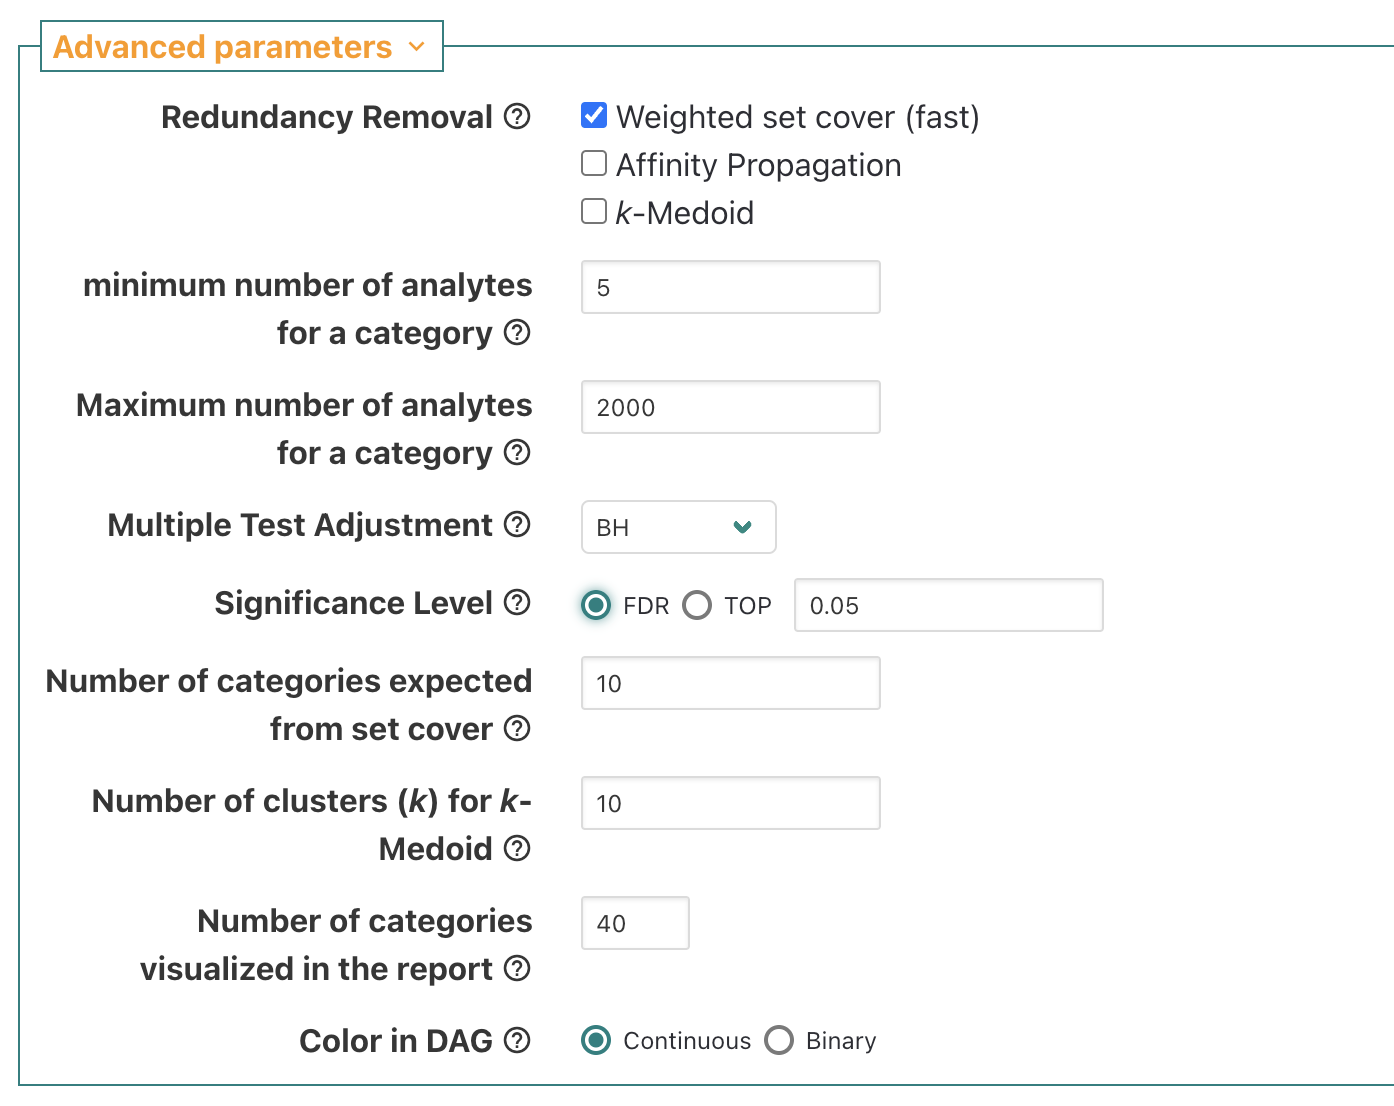 Advanced parameters
Redundancy Removal
Weighted set cover (fast)
Affinity Propagation
k-Medoid
minimum number of analytes
for a category
5
Maximum number of analytes
for a category
2000
Multiple Test Adjustment
BH
Significance Level
FDR TOP 0.05
Number of categories expected
from set cover
10
Number of clusters (k) for k-
Medoid
10
Number of categories
visualized in the report
40
Color in DAG
Continuous Binary